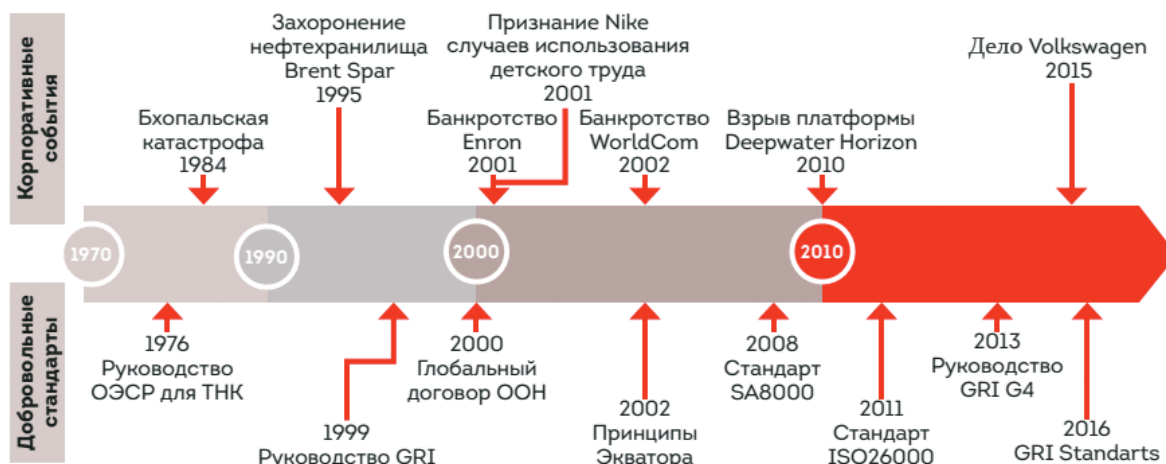 Корпоративные
события
Бхопальская
катастрофа
1984
Захоронение
нефтехранилища
Brent Spar
1995
Признание Nike
случаев использования
детского труда
2001
Банкротство
Enron
2001
Банкротство
WorldCom
2002
Взрыв платформы
Deepwater Horizon
2010
Дело Volkswagen
2015
1970
1990
2000
2010
Добровольные
стандарты
1976
Руководство
ОЭСР для ТНК
1999
Руководство GRI
2000
Глобальный
договор ООН
2002
Принципы
Экватора
2008
Стандарт
SA8000
2011
Стандарт
ISO26000
2013
Руководство
GRI G4
2016
GRI Standarts